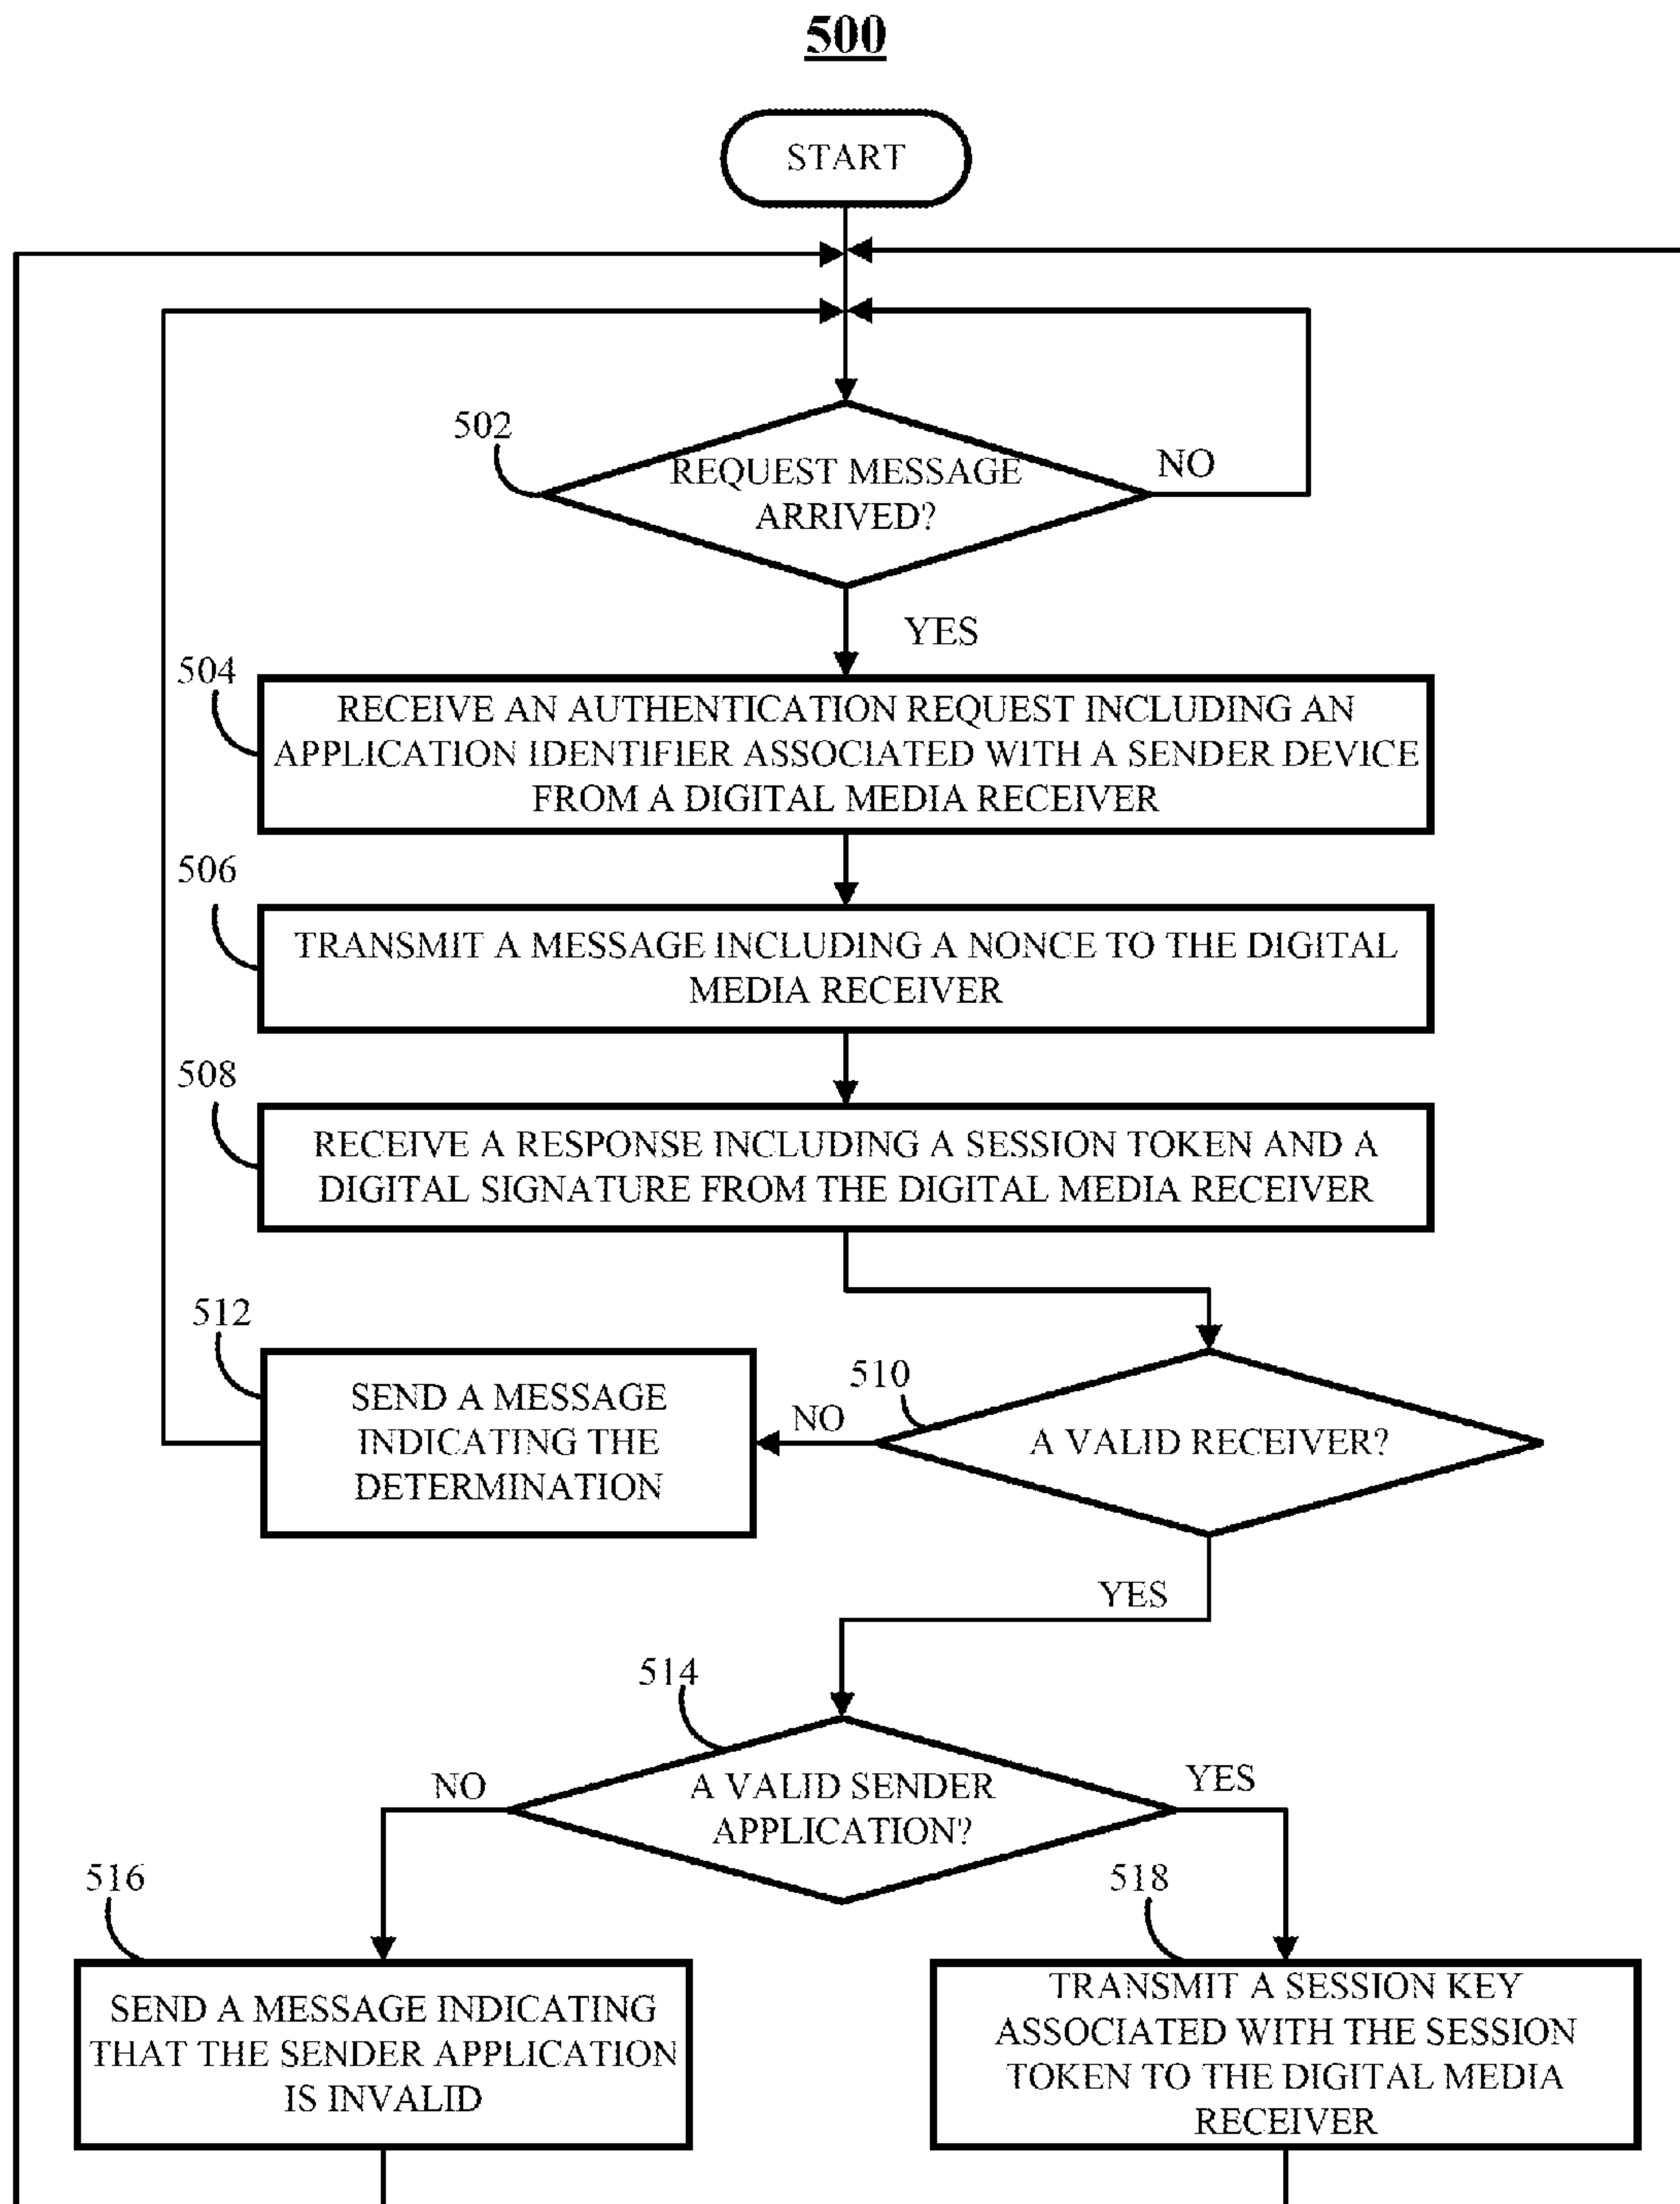 500
START
502
REQUEST MESSAGE
ARRIVED?
NO
YES
504
RECEIVE AN AUTHENTICATION REQUEST INCLUDING AN
APPLICATION IDENTIFIER ASSOCIATED WITH A SENDER DEVICE
FROM A DIGITAL MEDIA RECEIVER
506
TRANSMIT A MESSAGE INCLUDING A NONCE TO THE DIGITAL
MEDIA RECEIVER
508
RECEIVE A RESPONSE INCLUDING A SESSION TOKEN AND A
DIGITAL SIGNATURE FROM THE DIGITAL MEDIA RECEIVER
512
SEND A MESSAGE
INDICATING THE
DETERMINATION
510
NO
A VALID RECEIVER?
YES
514
NO
A VALID SENDER
APPLICATION?
YES
516
SEND A MESSAGE INDICATING
THAT THE SENDER APPLICATION
IS INVALID
518
TRANSMIT A SESSION KEY
ASSOCIATED WITH THE SESSION
TOKEN TO THE DIGITAL MEDIA
RECEIVER